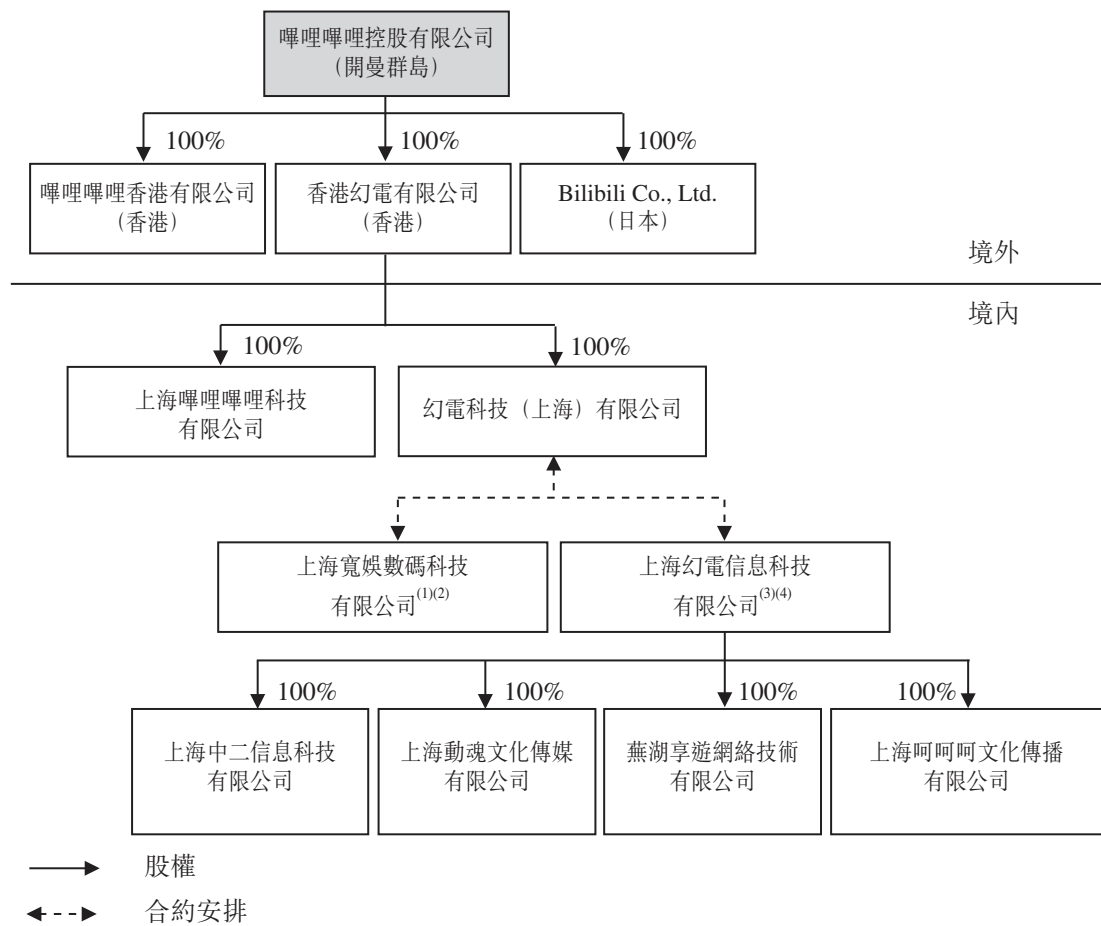 嗶哩嗶哩控股有限公司
（開曼群島）
100%
100%
100%
嗶哩嗶哩香港有限公司
（香港）
香港幻電有限公司
（香港）
Bilibili Co., Ltd.
（日本）
境外
境內
100%
100%
上海嗶哩嗶哩科技
有限公司
幻電科技（上海）有限公司
上海寬娛數碼科技
有限公司(1)(2)
上海幻電信息科技
有限公司(3)(4)
100%
100%
100%
100%
上海中二信息科技
有限公司
上海動魂文化傳媒
有限公司
蕪湖享遊網絡技術
有限公司
上海呵呵呵文化傳播
有限公司
股權
合約安排